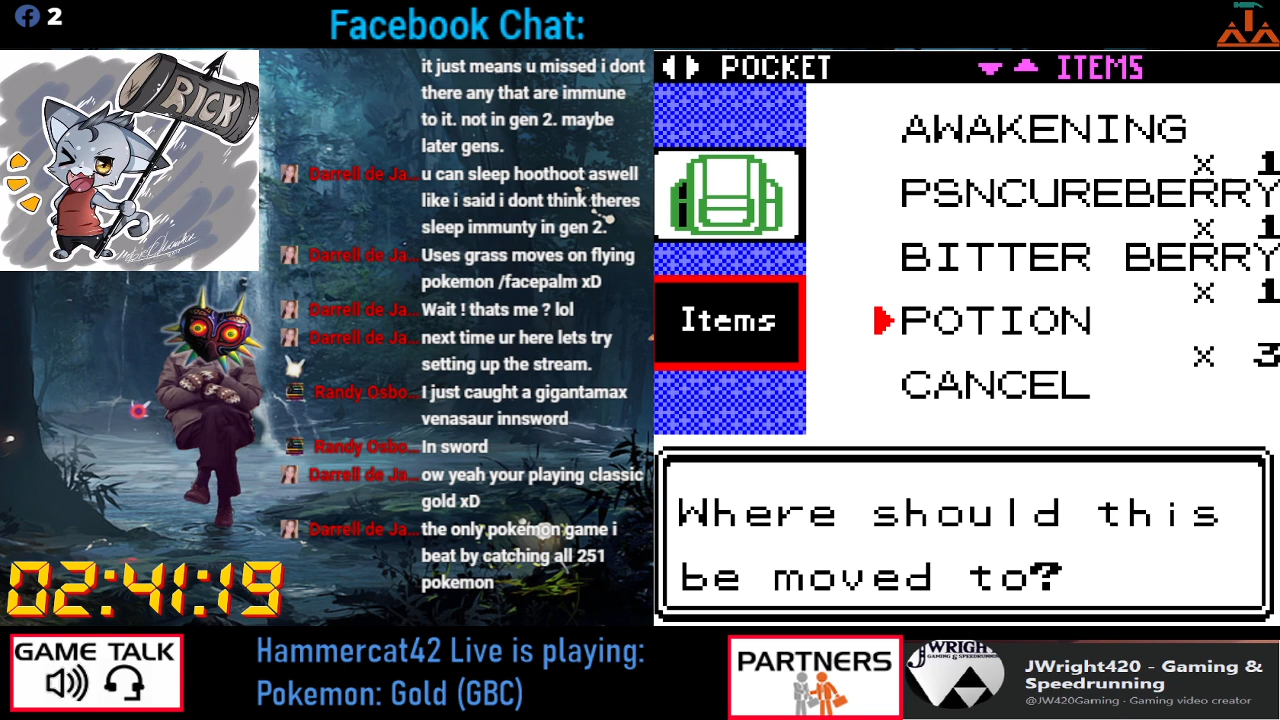 2
Facebook Chat:
RICK
it just means u missed i dont
there any that are immune
to it. not in gen 2. maybe
later gens.
Darrell de Ja... u can sleep hoothoot aswell
like i said i dont think theres
sleep immunty in gen 2.
Darrell de Ja... Uses grass moves on flying
pokemon /facepalm xD
Darrell de Ja... Wait ! thats me ? lol
Darrell de Ja... next time ur here lets try
setting up the stream.
Randy Osbo... I just caught a gigantamax
venasaur innsword
Randy Osbo... In sword
Darrell de Ja... ow yeah your playing classic
gold xD
Darrell de Ja... the only pokemon game i
beat by catching all 251
pokemon
02:41:19
POCKET
ITEMS
Items
AWAKENING
x 1
PSNCUREBERRY
x 1
BITTER BERRY
x 1
POTION
x 3
CANCEL
Where should this
be moved to?
GAME TALK
Hammercat42 Live is playing:
Pokemon: Gold (GBC)
PARTNERS
JWRIGHT
GAMING & SPEEDRUNNING
JWright420 - Gaming &
Speedrunning
@JW420Gaming - Gaming video creator